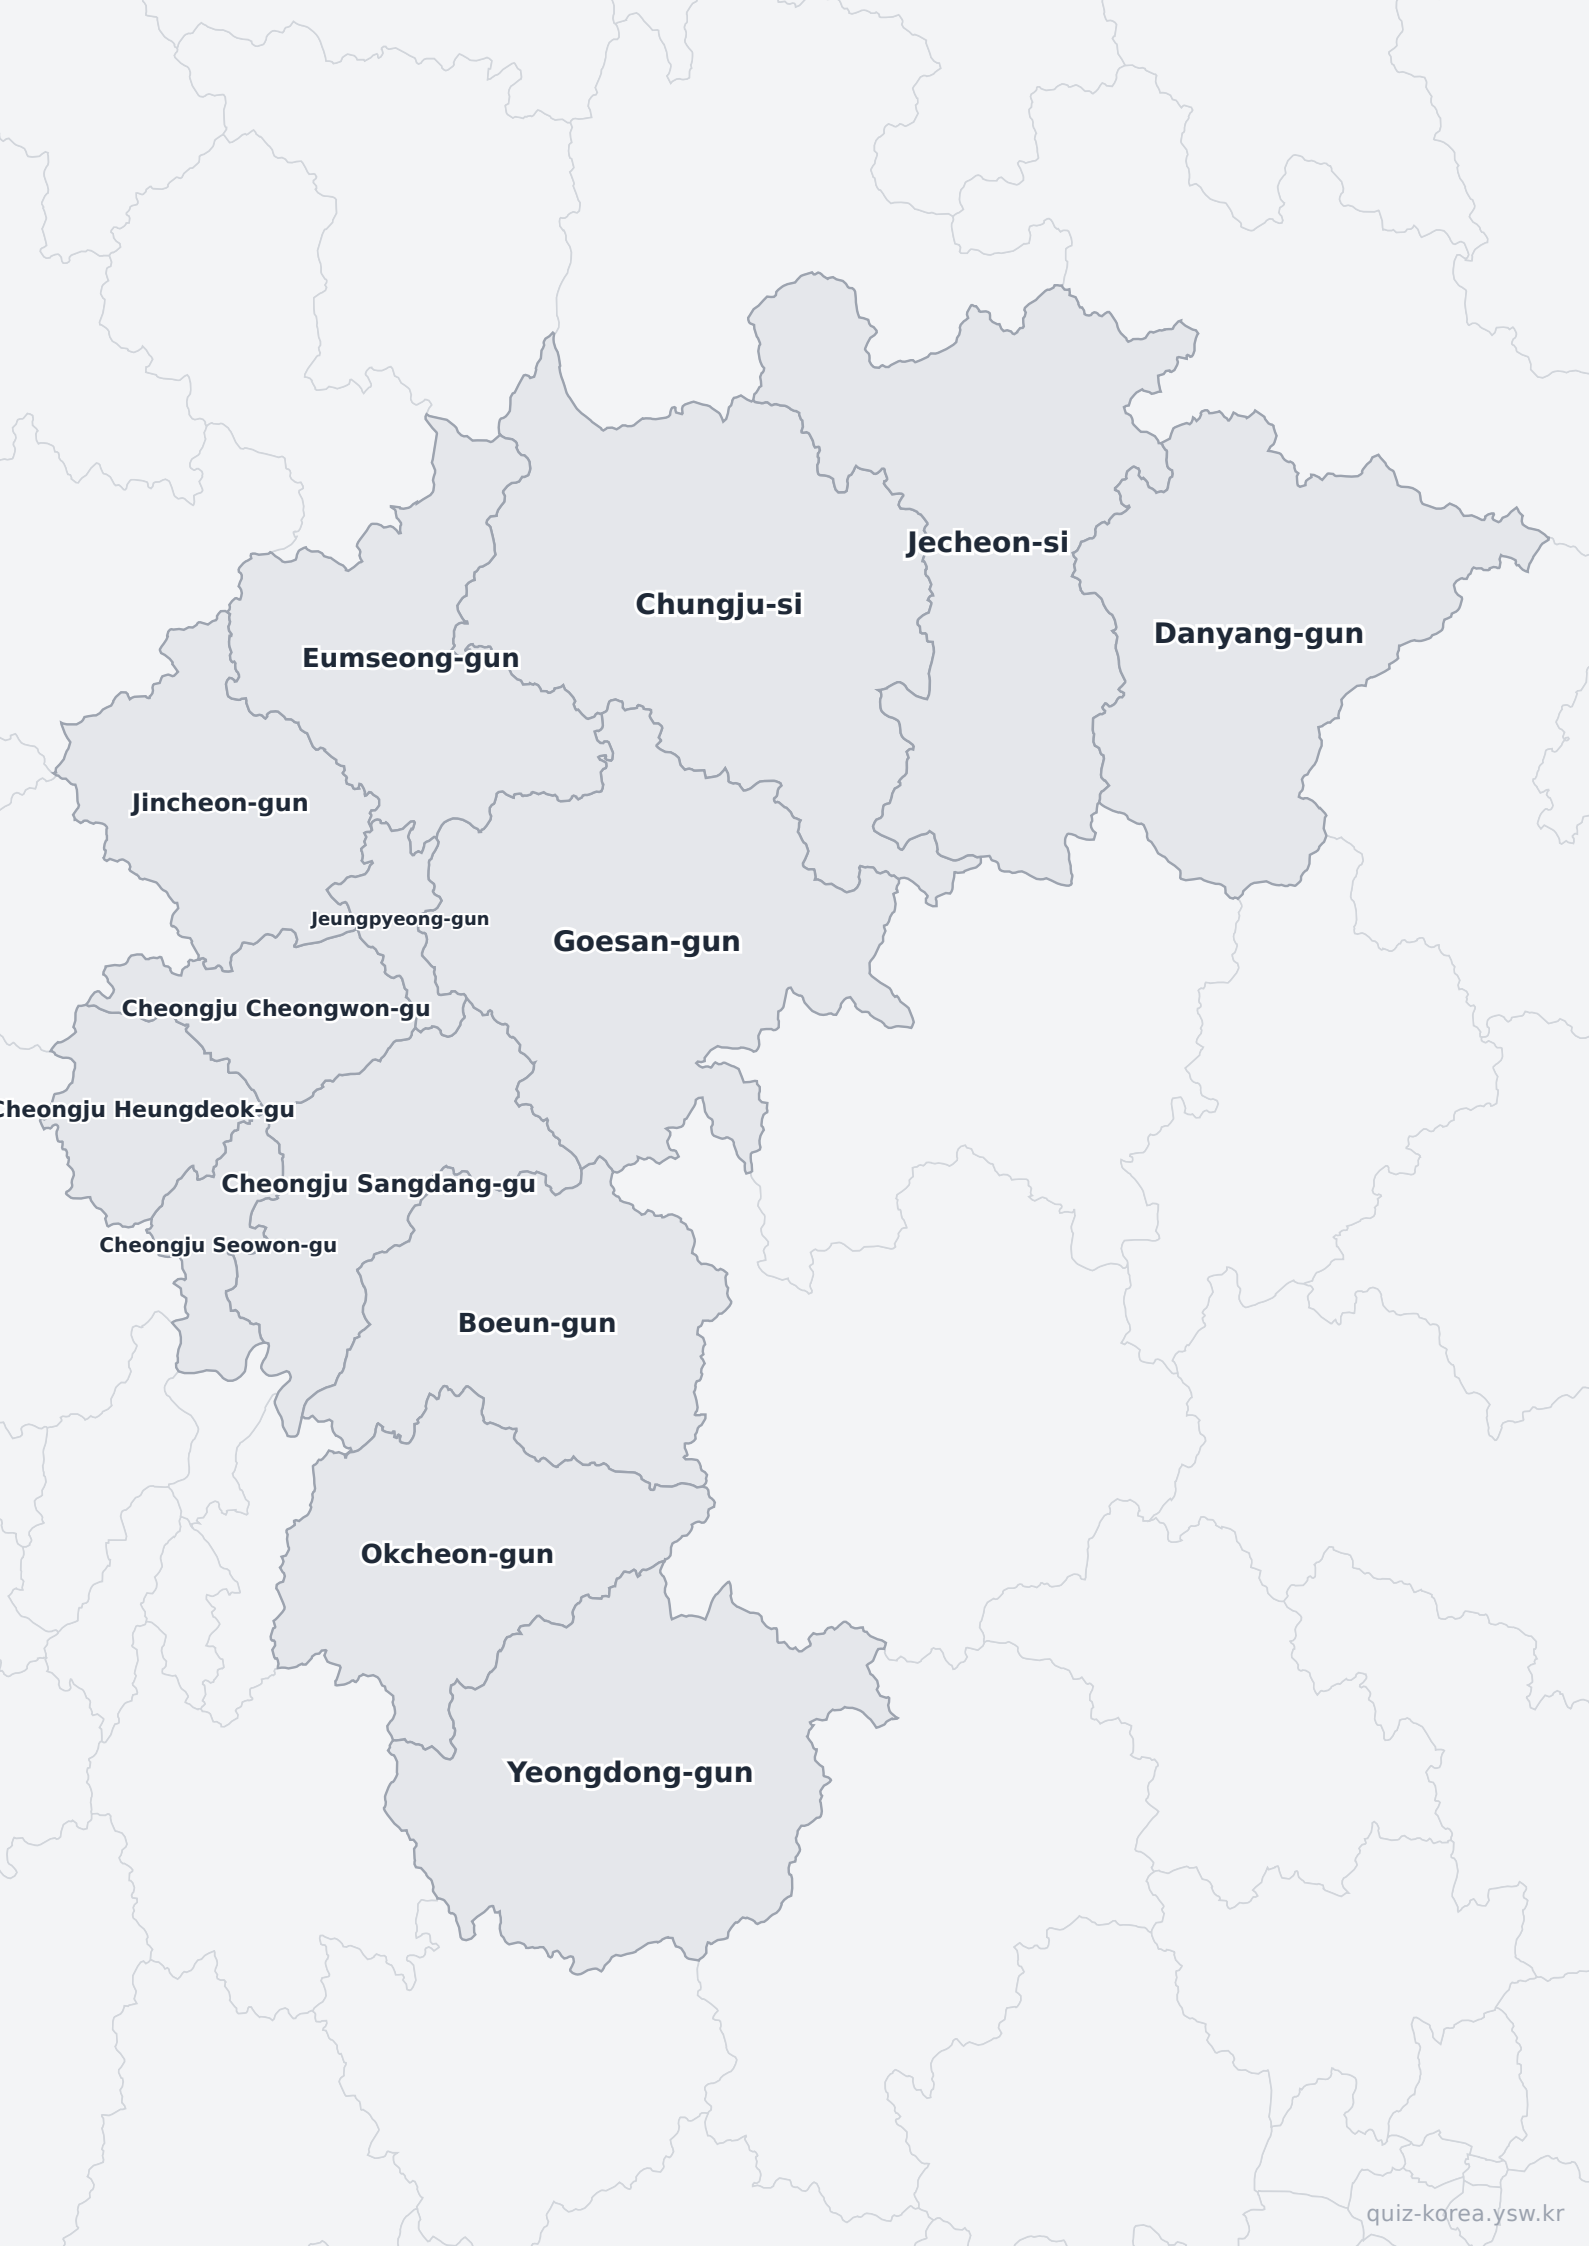 Jecheon-si
Chungju-si
Danyang-gun
Eumseong-gun
Jincheon-gun
Jeungpyeong-gun
Goesan-gun
Cheongju Cheongwon-gu
Cheongju Heungdeok-gu
Cheongju Sangdang-gu
Cheongju Seowon-gu
Boeun-gun
Okcheon-gun
Yeongdong-gun
quiz-korea.ysw.kr